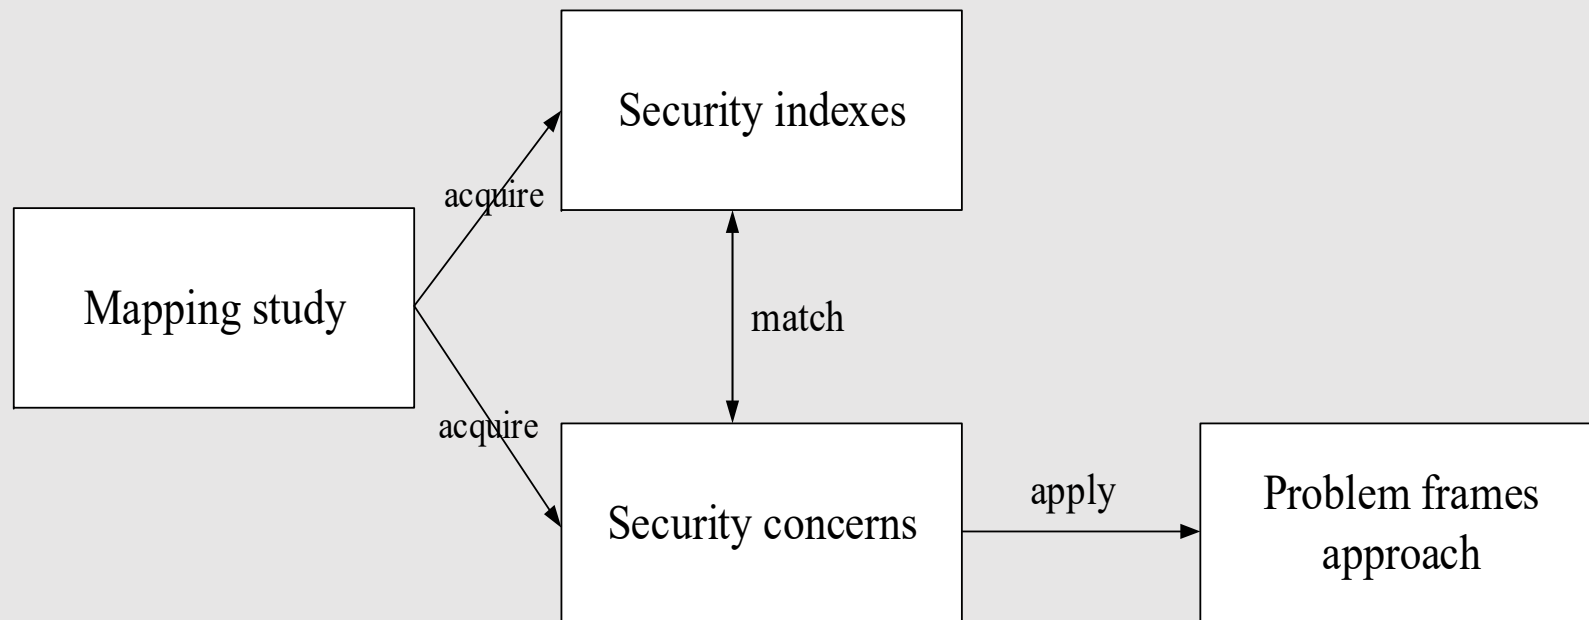 Security indexes
acquire
Mapping study
match
acquire
Security concerns
apply
Problem frames
approach